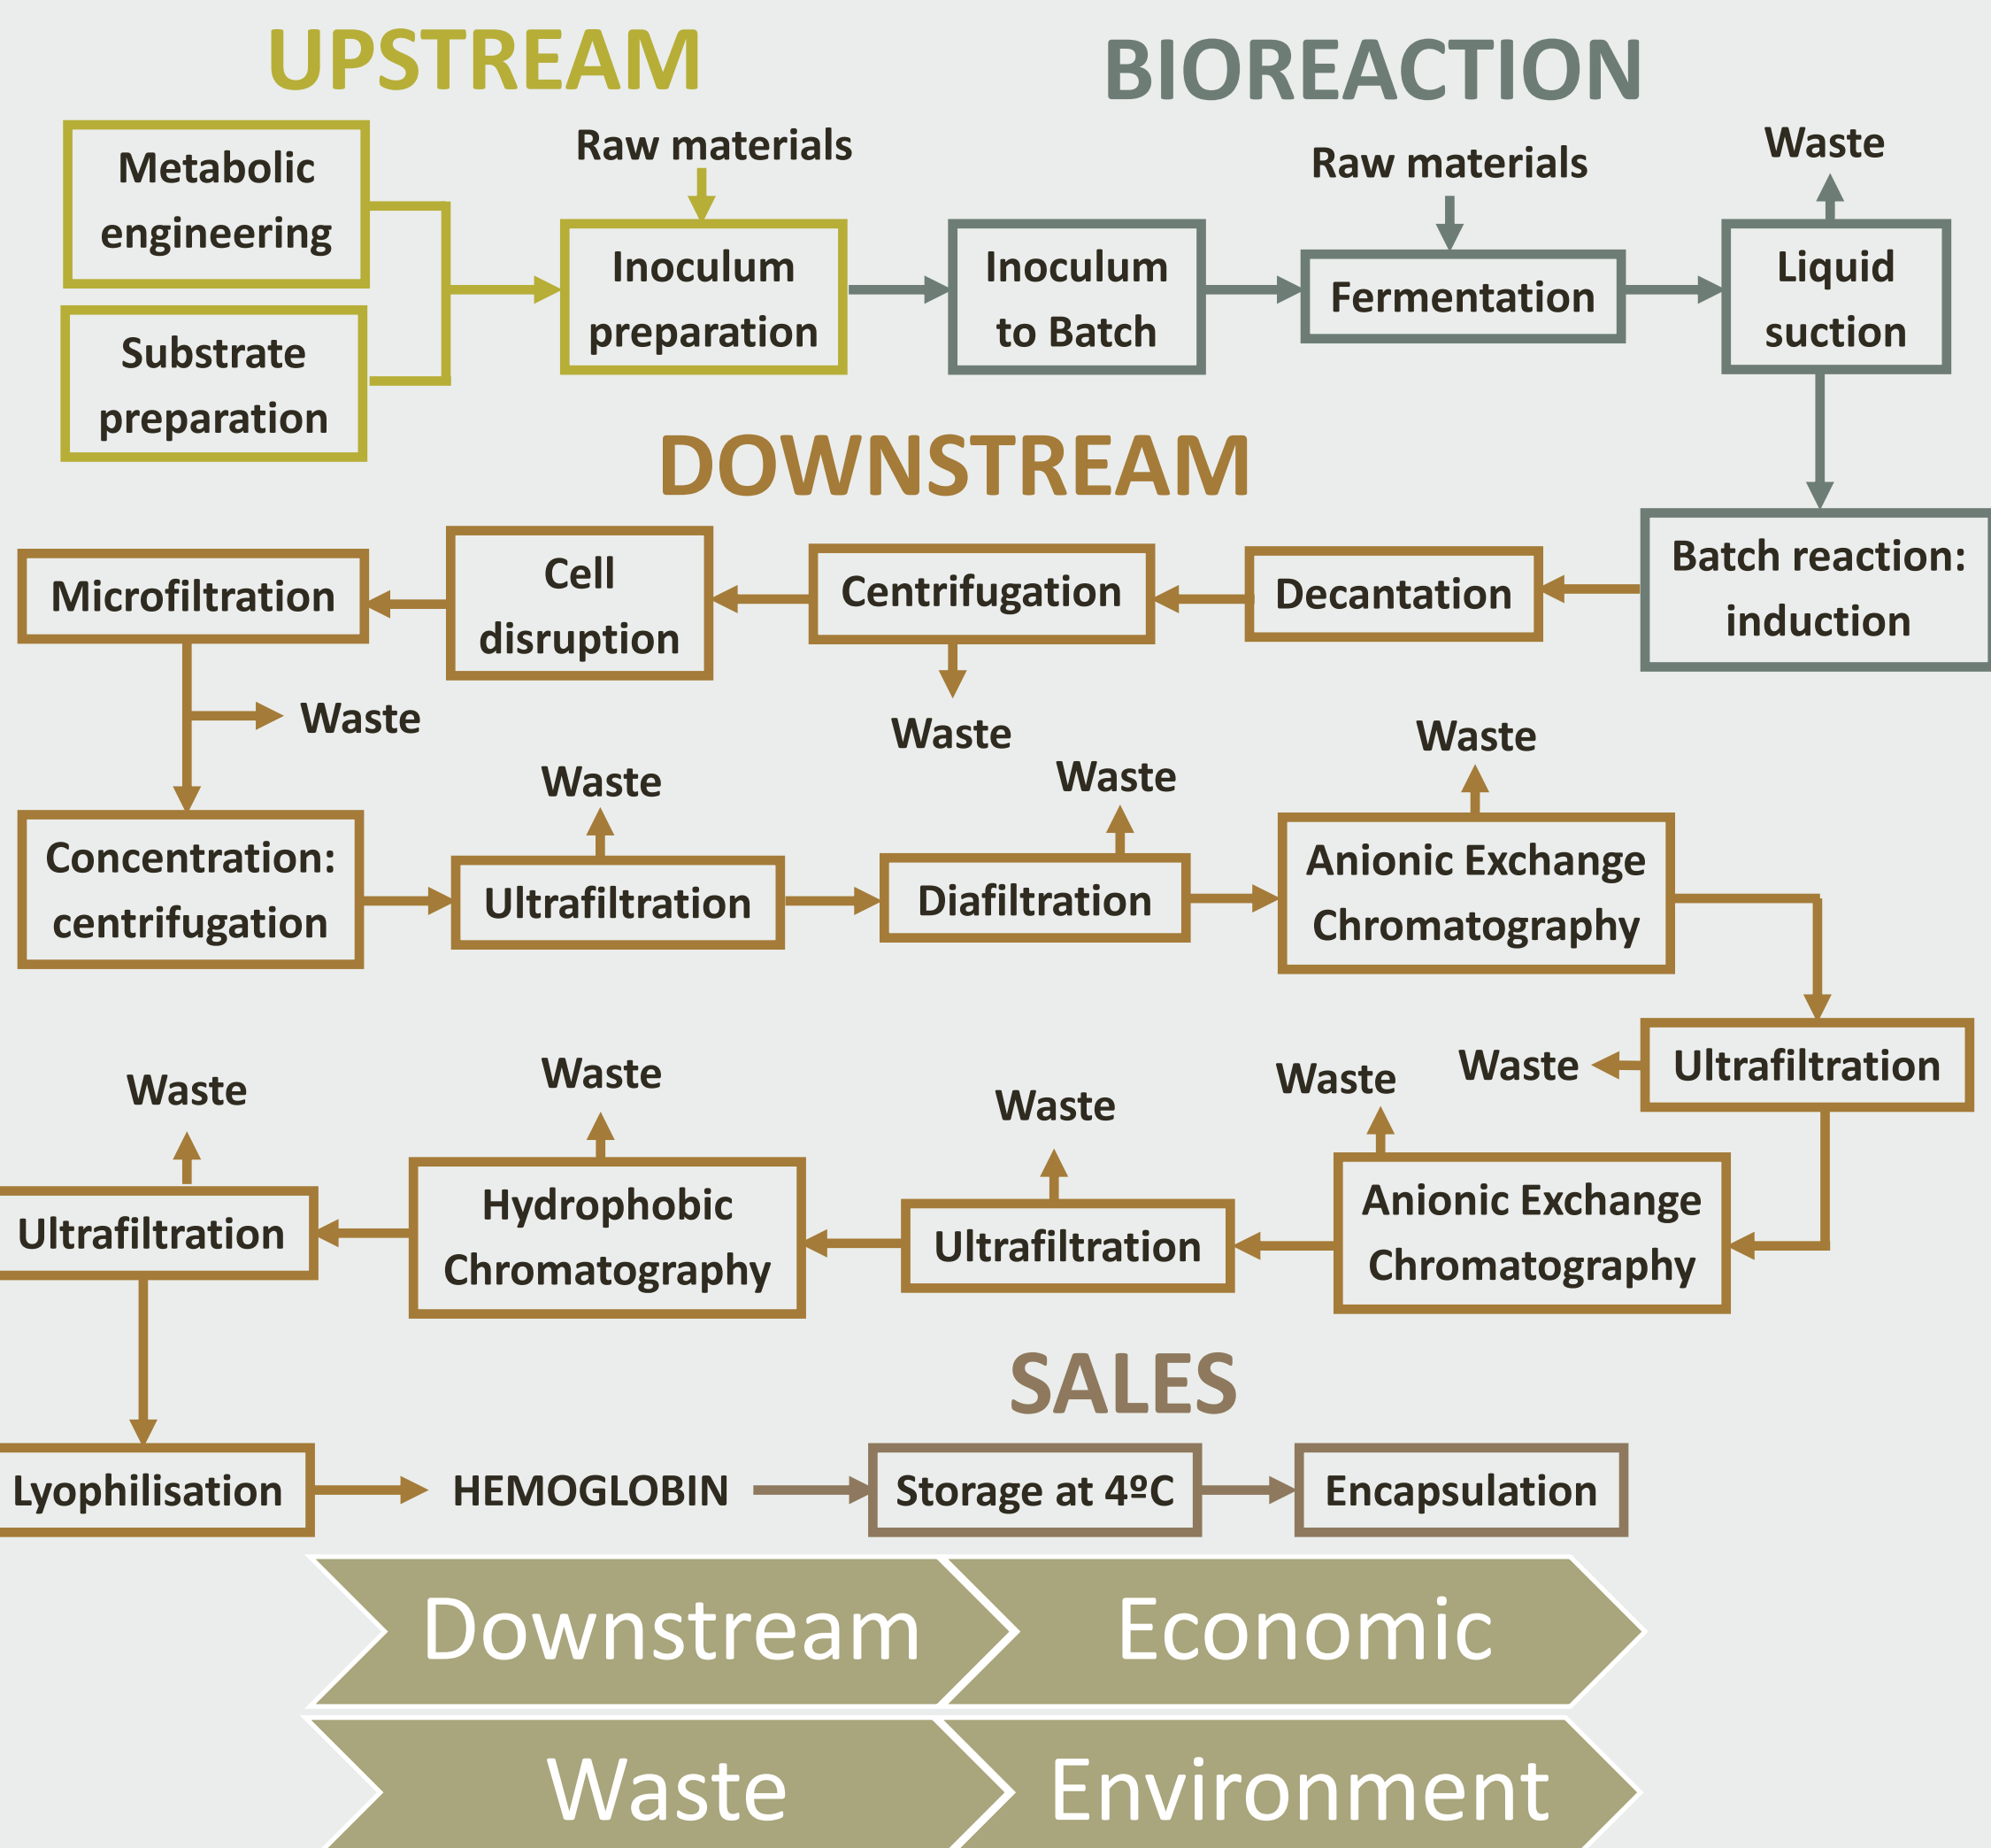 UPSTREAM
BIOREACTION
Metabolic
engineering
Substrate
preparation
Raw materials
Inoculum
preparation
Inoculum
to Batch
Raw materials
Fermentation
Waste
Liquid
suction
DOWNSTREAM
Batch reaction:
induction
Decantation
Centrifugation
Waste
Cell
disruption
Microfiltration
Waste
Concentration:
centrifugation
Waste
Ultrafiltration
Waste
Diafiltration
Waste
Anionic Exchange
Chromatography
Ultrafiltration
Waste
Waste
Anionic Exchange
Chromatography
Waste
Ultrafiltration
Waste
Hydrophobic
Chromatography
Waste
Ultrafiltration
SALES
Lyophilisation
HEMOGLOBIN
Storage at 4ºC
Encapsulation
Downstream
Economic
Waste
Environment